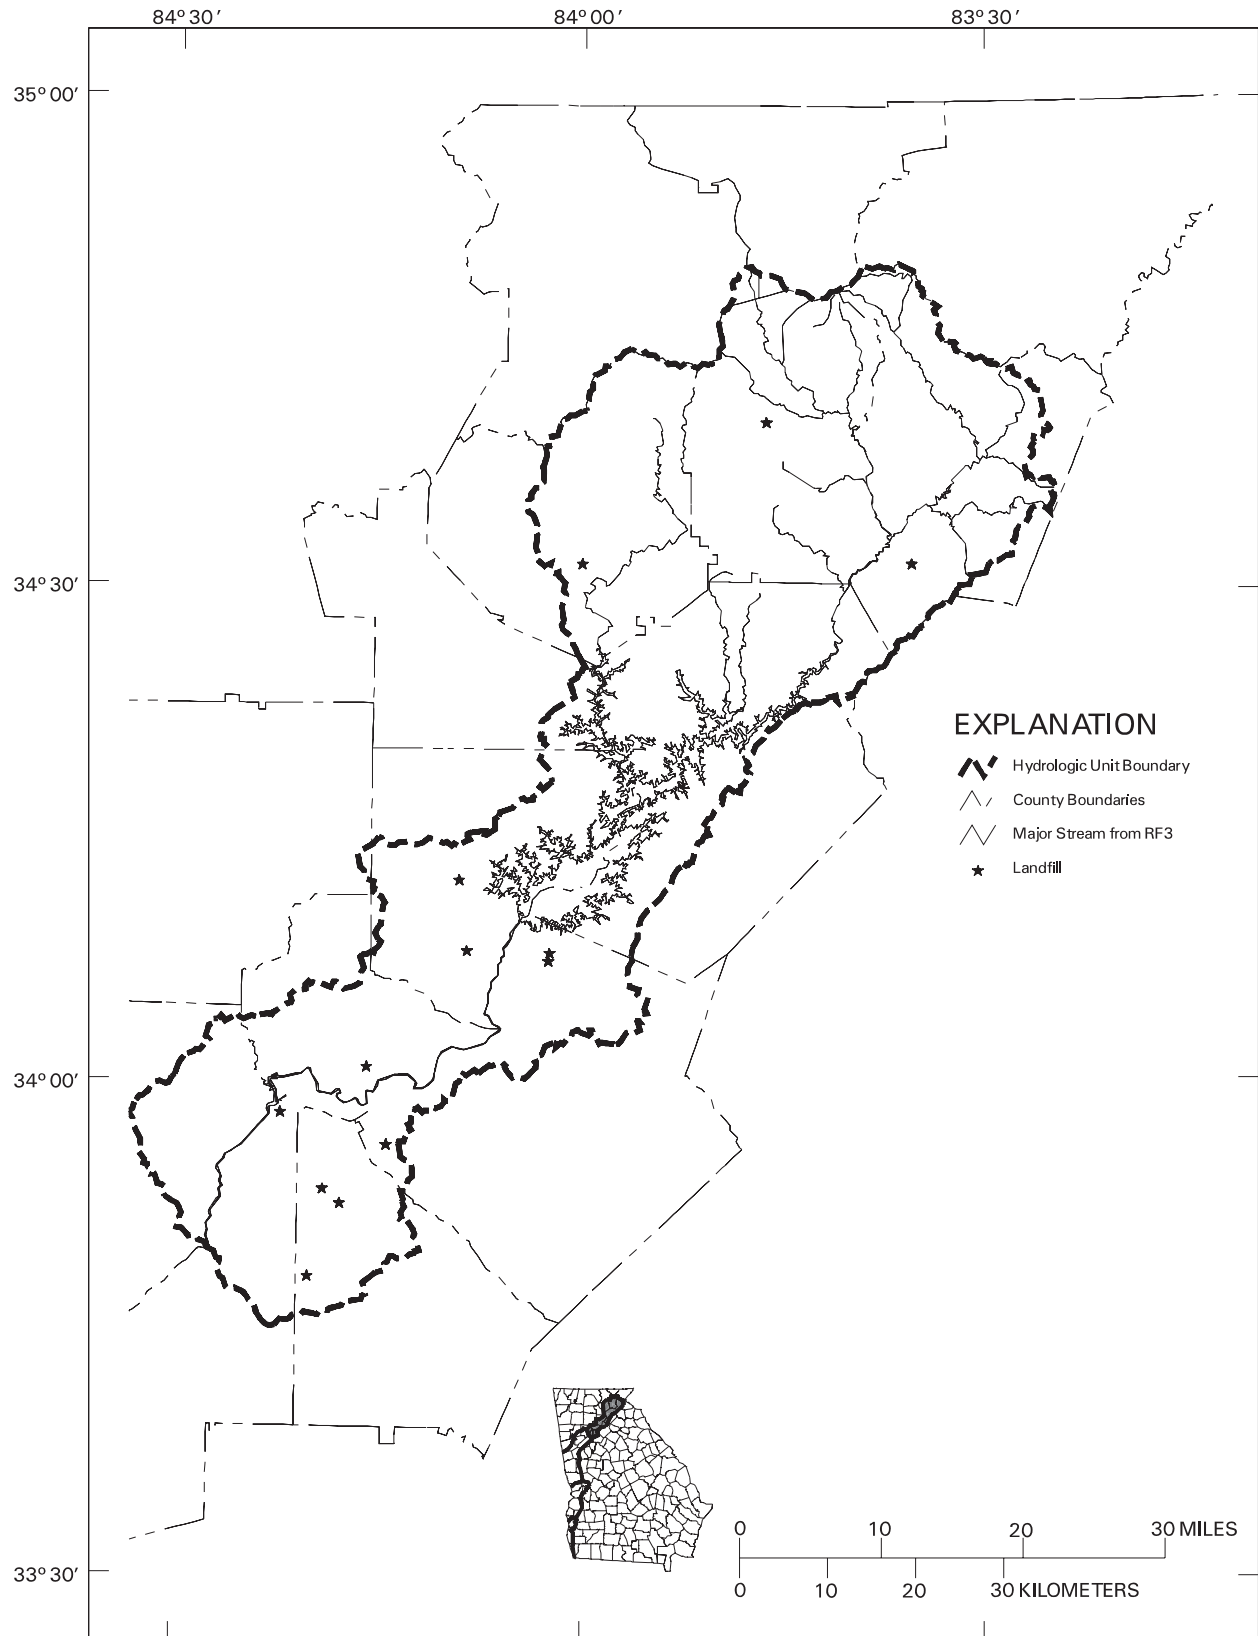 84° 30′ 84° 00′ 83° 30′
35° 00′
34° 30′
34° 00′
33° 30′
EXPLANATION
Hydrologic Unit Boundary
County Boundaries
Major Stream from RF3
Landfill
0 10 20 30 MILES
0 10 20 30 KILOMETERS